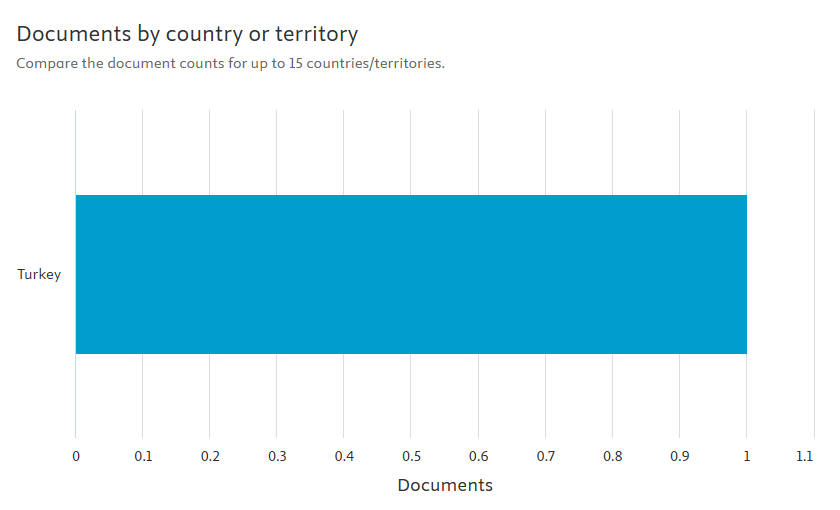 Documents by country or territory
Compare the document counts for up to 15 countries/territories.
Turkey
0 0.1 0.2 0.3 0.4 0.5 0.6 0.7 0.8 0.9 1 1.1
Documents